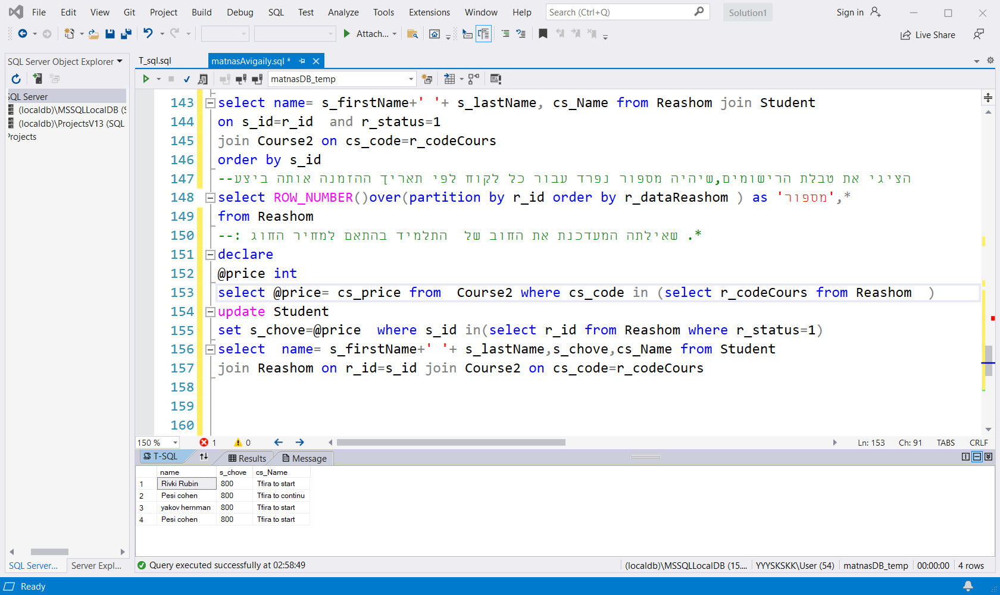 File Edit View Git Project Build Debug SQL Test Analyze Tools Extensions Window Help Search (Ctrl+Q) Solution1 Sign in
Attach... Live Share
SQL Server Object Explorer
T_sql.sql matnasAvigaily.sql *
matnasDB_temp
SQL Server
(localdb)\MSSQLLocalDB (S
(localdb)\ProjectsV13 (SQL
Projects
143 select name= s_firstName+' '+ s_lastName, cs_Name from Reashom join Student
144 on s_id=r_id  and r_status=1
145 join Course2 on cs_code=r_codeCours
146 order by s_id
147 --הציגי את טבלת הרישומים,שיהיה מספור נפרד עבור כל לקוח לפי תאריך ההזמנה אותה ביצע
148 select ROW_NUMBER()over(partition by r_id order by r_dataReashom ) as 'מספור',*
149 from Reashom
150 --: שאילתה המעדכנת את החוב של  התלמיד בהתאם למחיר החוג .*
151 declare
152 @price int
153 select @price= cs_price from  Course2 where cs_code in (select r_codeCours from Reashom  )
154 update Student
155 set s_chove=@price  where s_id in(select r_id from Reashom where r_status=1)
156 select  name= s_firstName+' '+ s_lastName,s_chove,cs_Name from Student
157 join Reashom on r_id=s_id join Course2 on cs_code=r_codeCours
158
159
160
150 % 1 0 Ln: 153 Ch: 91 TABS CRLF
T-SQL Results Message
name s_chove cs_Name
1 Rivki Rubin 800 Tfira to start
2 Pesi cohen 800 Tfira to continu
3 yakov hernman 800 Tfira to start
4 Pesi cohen 800 Tfira to start
SQL Server... Server Expl...
Query executed successfully at 02:58:49 (localdb)\MSSQLLocalDB (15.... YYYSKSKK\User (54) matnasDB_temp 00:00:00 4 rows
Ready